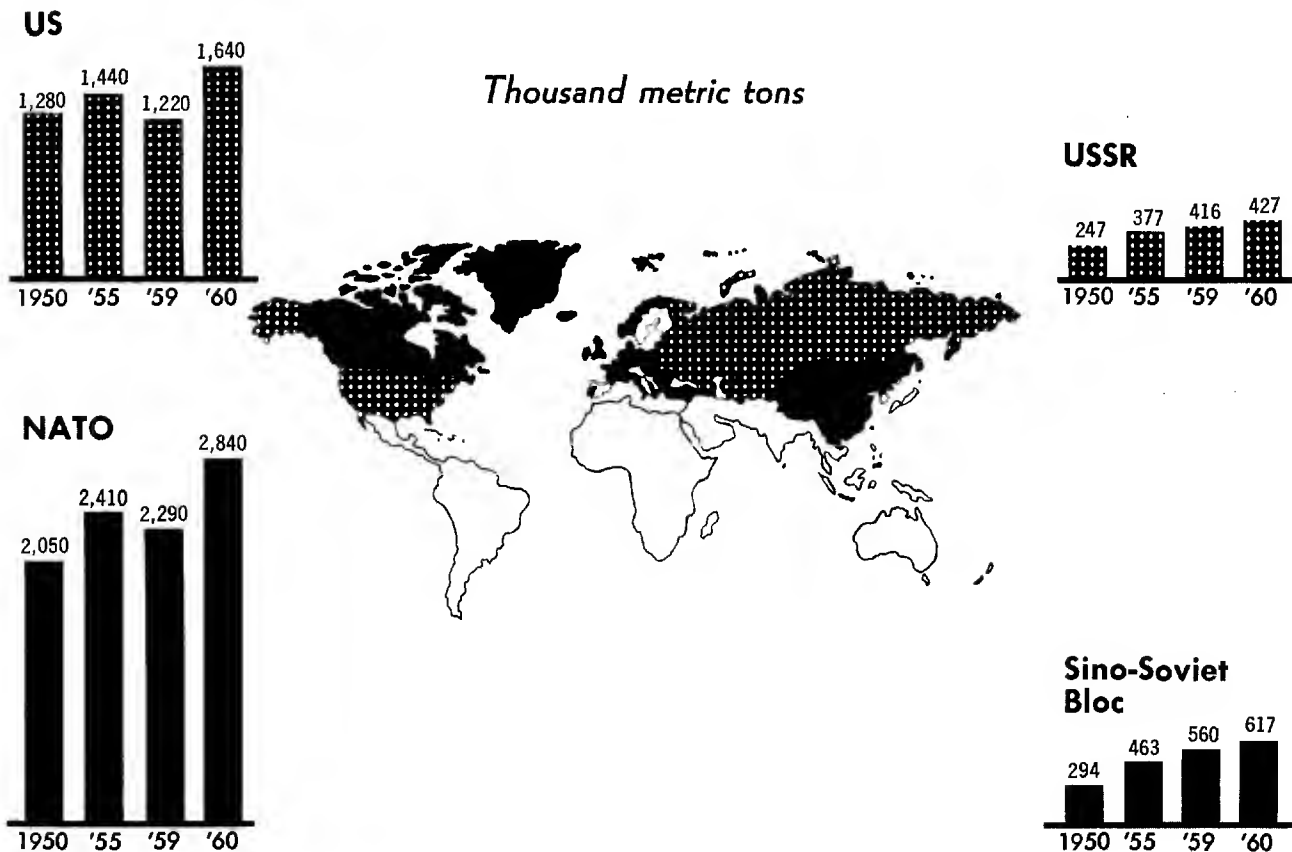 US
1,280 1,440 1,220 1,640
1950 '55 '59 '60
Thousand metric tons
USSR
247 377 416 427
1950 '55 '59 '60
NATO
2,050 2,410 2,290 2,840
1950 '55 '59 '60
Sino-Soviet
Bloc
294 463 560 617
1950 '55 '59 '60